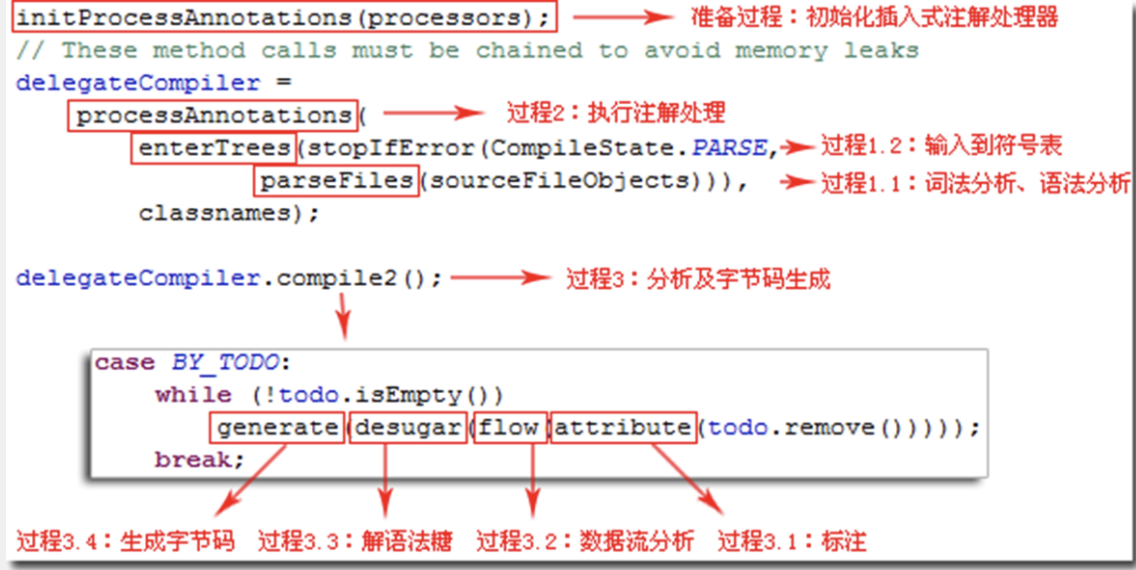 initProcessAnnotations(processors);
准备过程：初始化插入式注解处理器
// These method calls must be chained to avoid memory leaks
delegateCompiler =
processAnnotations(
过程2：执行注解处理
enterTrees(stopIfError(CompileState.PARSE,
过程1.2：输入到符号表
parseFiles(sourceFileObjects))),
过程1.1：词法分析、语法分析
classnames);
delegateCompiler.compile2();
过程3：分析及字节码生成
case BY_TODO:
while (!todo.isEmpty())
generate(desugar(flow(attribute(todo.remove()))));
break;
过程3.4：生成字节码 过程3.3：解语法糖 过程3.2：数据流分析 过程3.1：标注